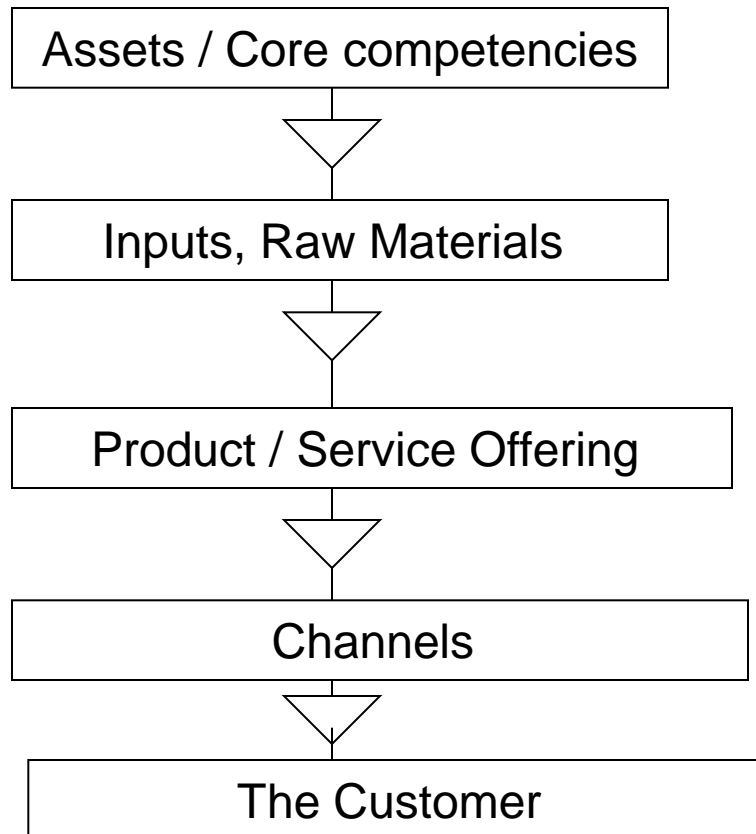 Assets / Core competencies
Inputs, Raw Materials
Product / Service Offering
Channels
The Customer